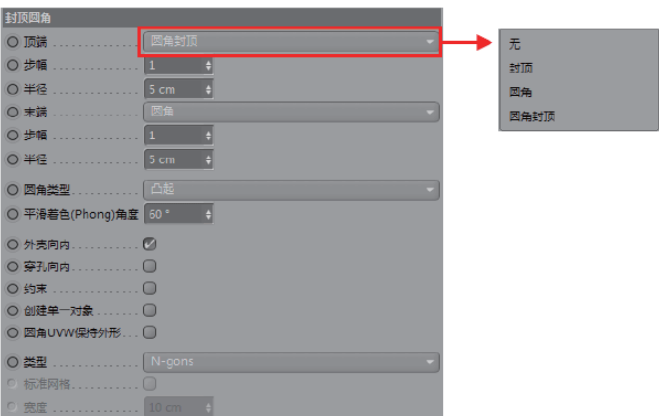 封顶圆角
顶端 圆角封顶
步幅 1
半径 5 cm
末端 圆角
步幅 1
半径 5 cm
圆角类型 凸起
平滑着色(Phong)角度 60 °
外壳向内
穿孔向内
约束
创建单一对象
圆角UVW保持外形
类型 N-gons
标准网格
宽度 10 cm
无
封顶
圆角
圆角封顶